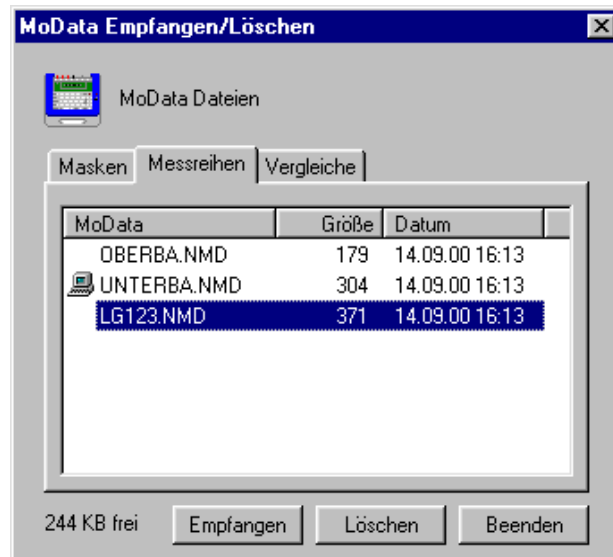 MoData Empfangen/Löschen
MoData Dateien
Masken Messreihen Vergleiche
MoData Größe Datum
OBERBA.NMD 179 14.09.00 16:13
UNTERBA.NMD 304 14.09.00 16:13
LG123.NMD 371 14.09.00 16:13
244 KB frei Empfangen Löschen Beenden